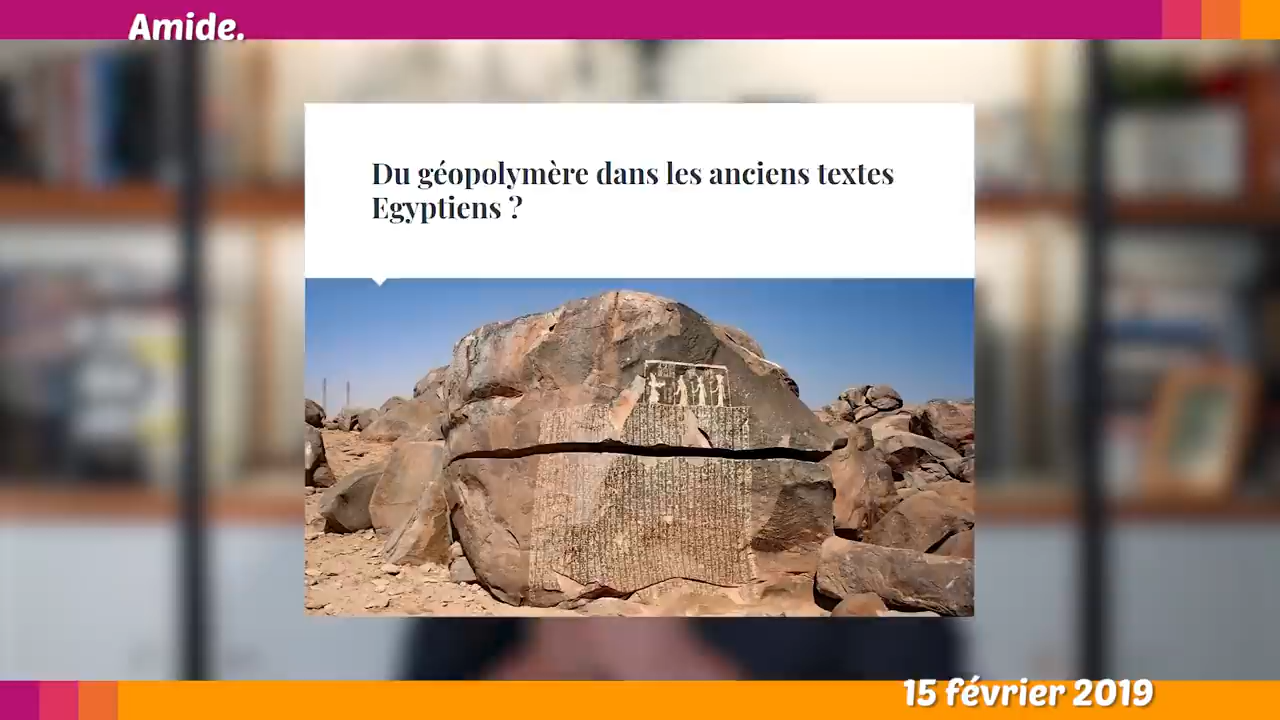 Amide.
Du géopolymère dans les anciens textes
Egyptiens ?
15 février 2019